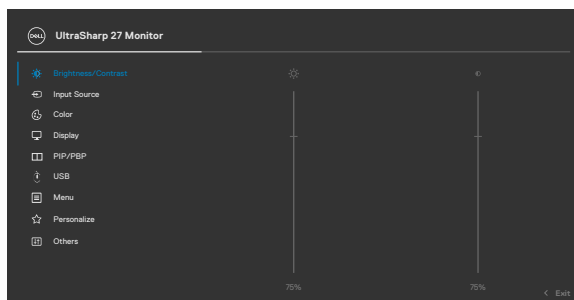 DELL UltraSharp 27 Monitor
Brightness/Contrast
Input Source
Color
Display
PIP/PBP
USB
Menu
Personalize
Others
75% 75%
< Exit